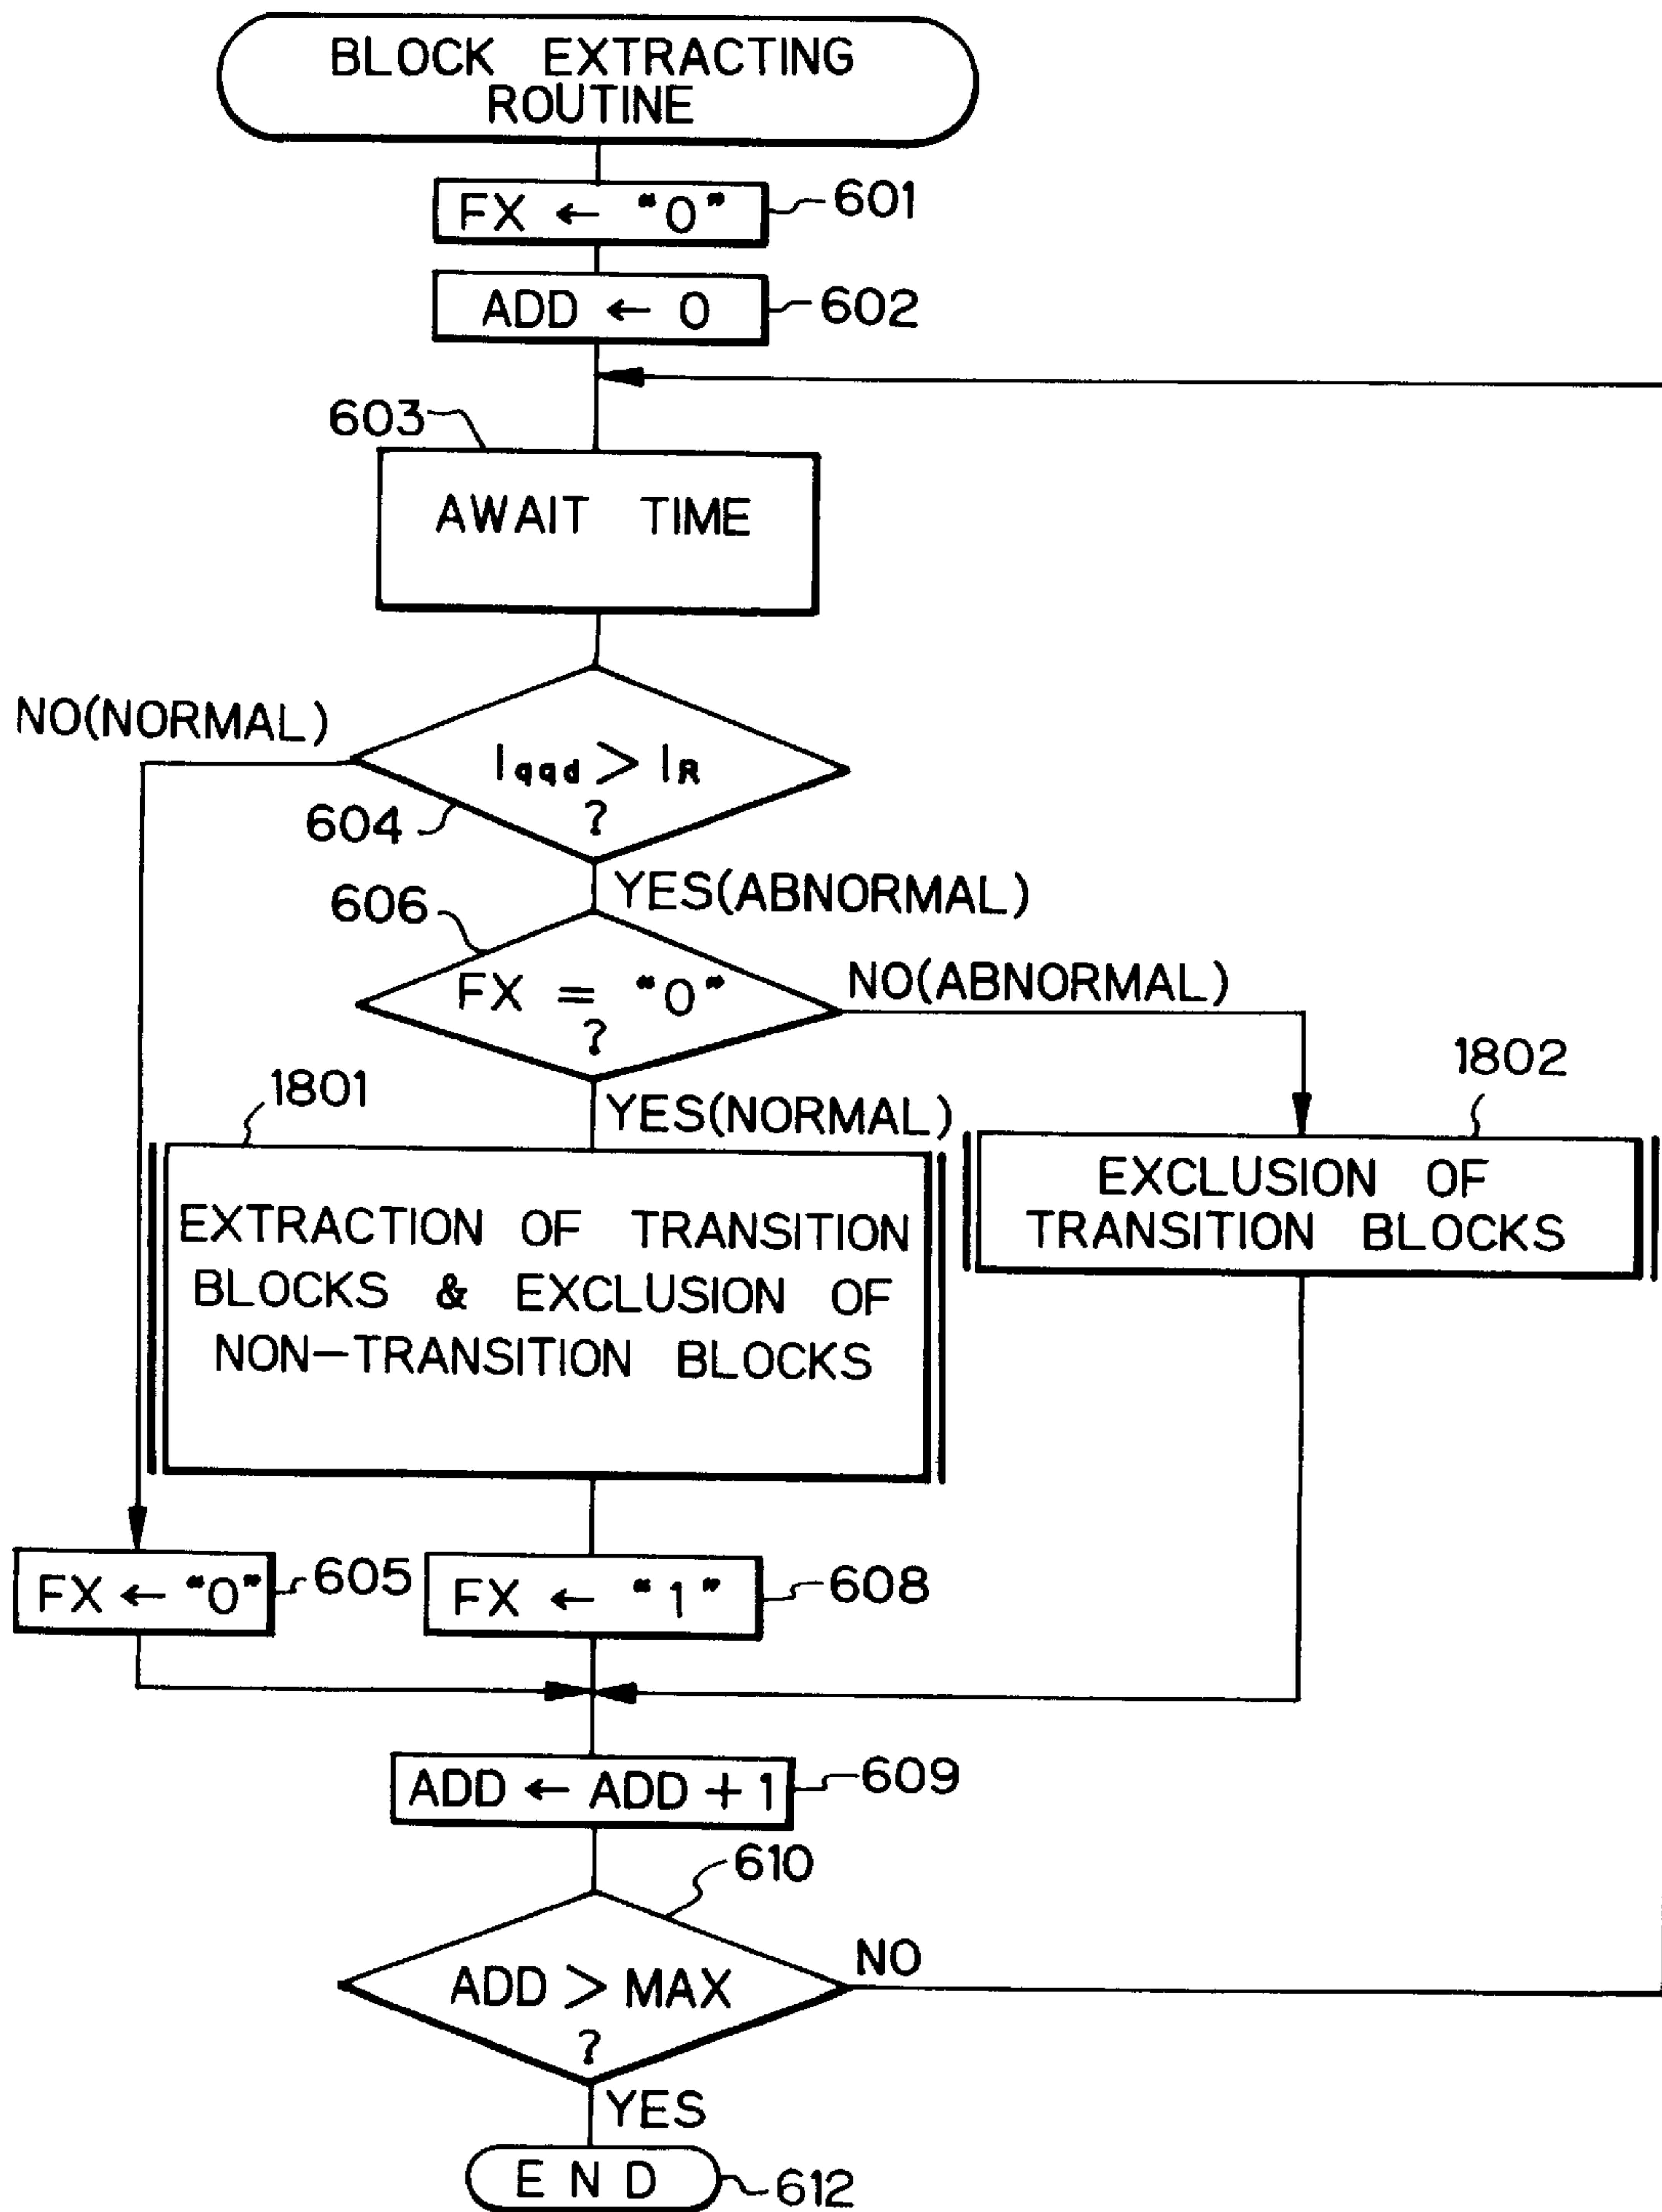 BLOCK EXTRACTING
ROUTINE
FX ← "0"
601
ADD ← 0
602
603
AWAIT TIME
NO(NORMAL)
Iqqd > IR
?
604
YES(ABNORMAL)
606
FX = "0"
?
NO(ABNORMAL)
1801
YES(NORMAL)
1802
EXTRACTION OF TRANSITION
BLOCKS & EXCLUSION OF
NON-TRANSITION BLOCKS
EXCLUSION OF
TRANSITION BLOCKS
FX ← "0"
605
FX ← "1"
608
ADD ← ADD + 1
609
610
ADD > MAX
?
NO
YES
END
612